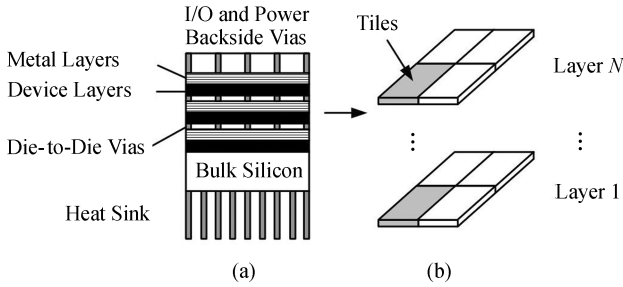 I/O and Power
Backside Vias
Metal Layers
Device Layers
Die-to-Die Vias
Bulk Silicon
Heat Sink
(a)
Tiles
Layer N
Layer 1
(b)